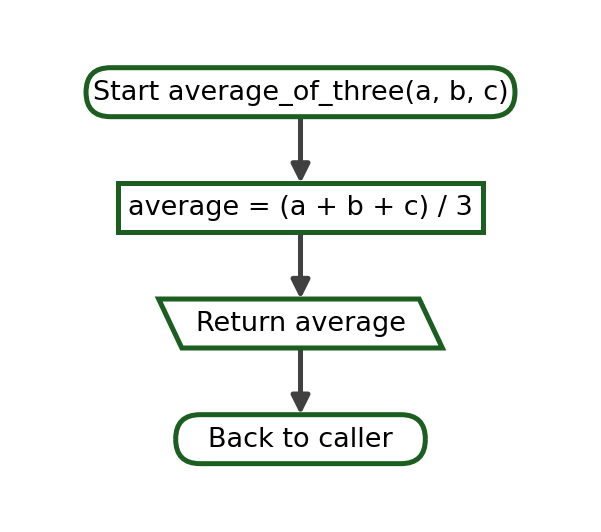 Start average_of_three(a, b, c)
average = (a + b + c) / 3
Return average
Back to caller